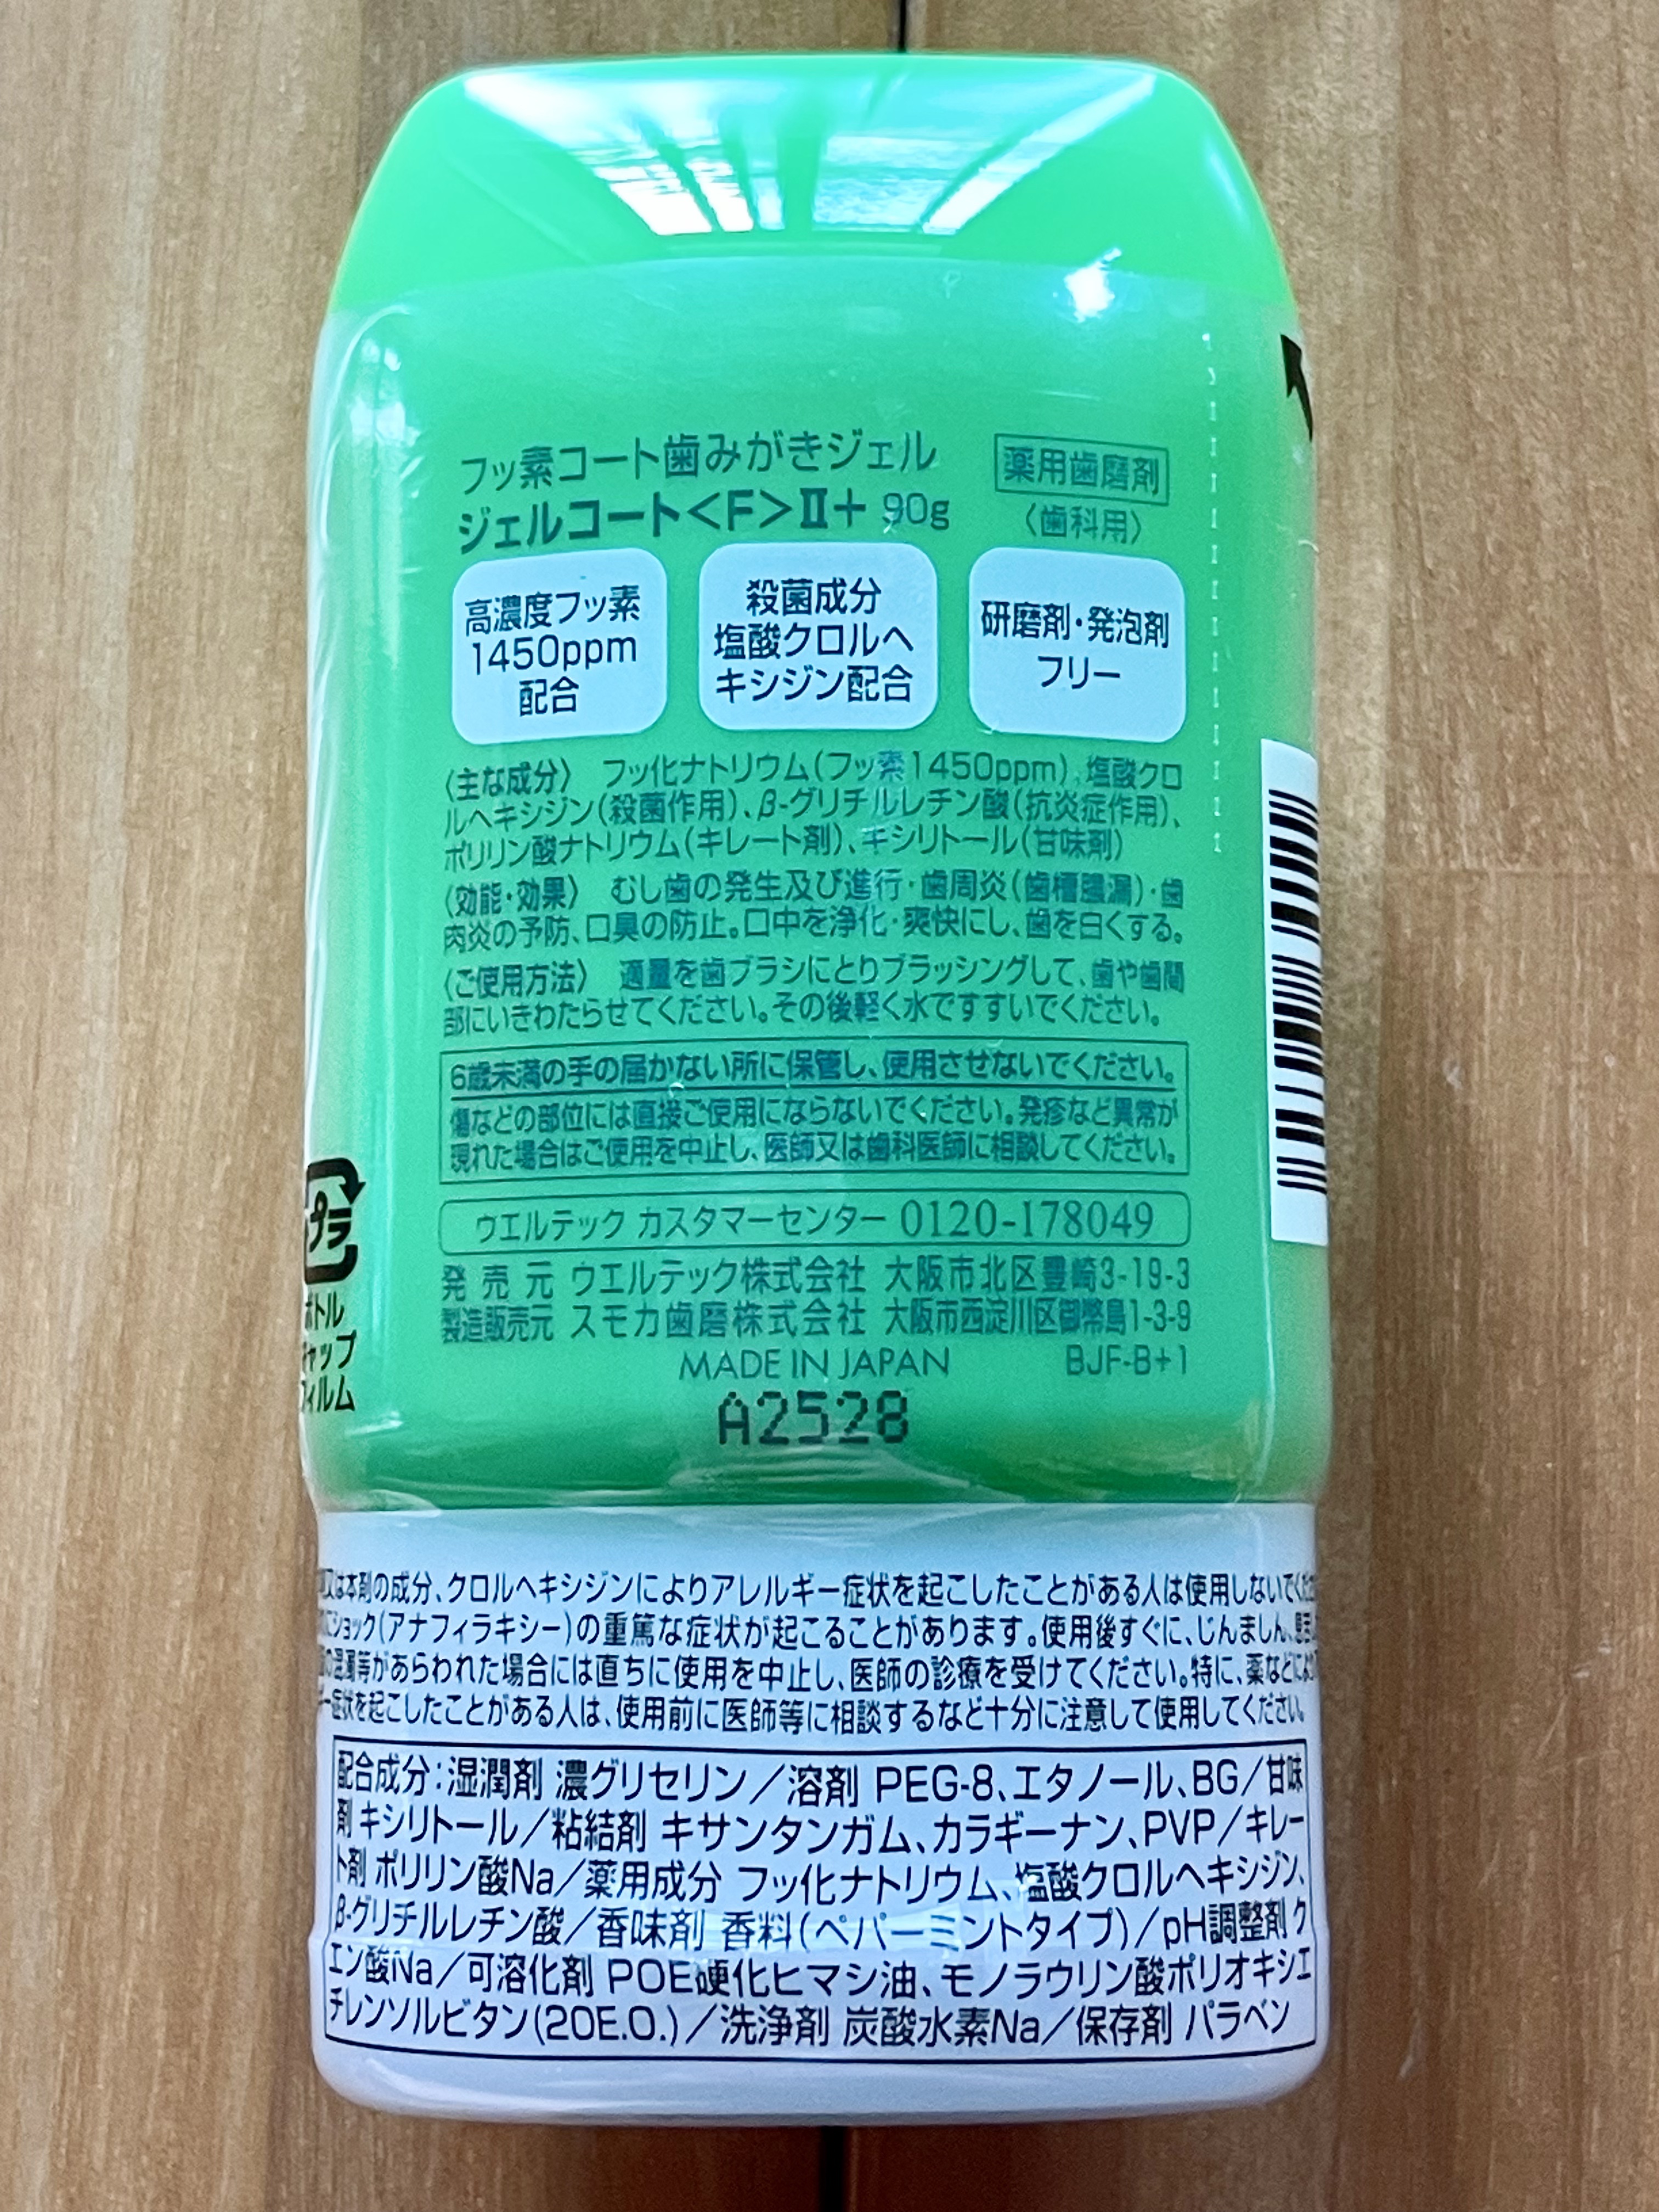 フッ素コート歯みがきジェル
ジェルコート<F>Ⅱ+ 90g
薬用歯磨剤
〈歯科用〉
高濃度フッ素
1450ppm
配合
殺菌成分
塩酸クロルヘ
キシジン配合
研磨剤・発泡剤
フリー
〈主な成分〉 フッ化ナトリウム(フッ素1450ppm)、塩酸クロ
ルヘキシジン(殺菌作用)、β-グリチルレチン酸(抗炎症作用)、
ポリリン酸ナトリウム(キレート剤)、キシリトール(甘味剤)
〈効能・効果〉 むし歯の発生及び進行・歯周炎(歯槽膿漏)・歯
肉炎の予防、口臭の防止。口中を浄化・爽快にし、歯を白くする。
〈ご使用方法〉 適量を歯ブラシにとりブラッシングして、歯や歯間
部にいきわたらせてください。その後軽く水ですすいでください。
6歳未満の手の届かない所に保管し、使用させないでください。
傷などの部位には直接ご使用にならないでください。発疹など異常が
現れた場合はご使用を中止し、医師又は歯科医師に相談してください。
ウエルテック カスタマーセンター 0120-178049
発売元 ウエルテック株式会社 大阪市北区豊崎3-19-3
製造販売元 スモカ歯磨株式会社 大阪市西淀川区御幣島1-3-9
MADE IN JAPAN BJF-B+1
A2528
プラ
ボトル
キャップ
フィルム
又は本剤の成分、クロルヘキシジンによりアレルギー症状を起こしたことがある人は使用しないでくだ
ショック(アナフィラキシー)の重篤な症状が起こることがあります。使用後すぐに、じんましん、
の混濁等があらわれた場合には直ちに使用を中止し、医師の診療を受けてください。特に、薬などによ
ー症状を起こしたことがある人は、使用前に医師等に相談するなど十分に注意して使用してください。
配合成分:湿潤剤 濃グリセリン/溶剤 PEG-8、エタノール、BG/甘味
剤 キシリトール/粘結剤 キサンタンガム、カラギーナン、PVP/キレー
ト剤 ポリリン酸Na/薬用成分 フッ化ナトリウム、塩酸クロルヘキシジン、
β-グリチルレチン酸/香味剤 香料(ペパーミントタイプ)/pH調整剤 ク
エン酸Na/可溶化剤 POE硬化ヒマシ油、モノラウリン酸ポリオキシエ
チレンソルビタン(20E.O.)/洗浄剤 炭酸水素Na/保存剤 パラベン